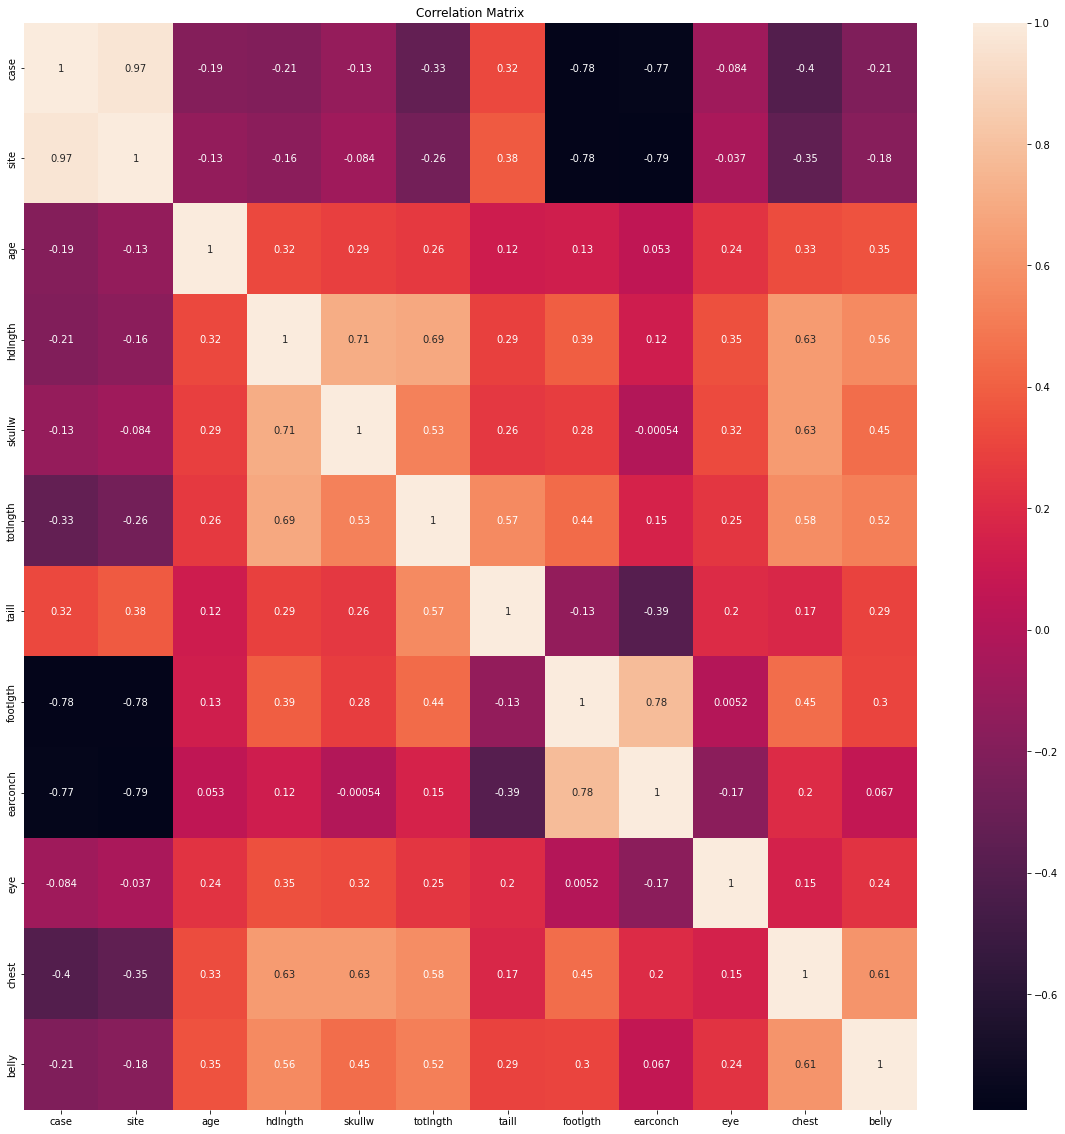 Correlation Matrix
case 1 0.97 -0.19 -0.21 -0.13 -0.33 0.32 -0.78 -0.77 -0.084 -0.4 -0.21
site 0.97 1 -0.13 -0.16 -0.084 -0.26 0.38 -0.78 -0.79 -0.037 -0.35 -0.18
age -0.19 -0.13 1 0.32 0.29 0.26 0.12 0.13 0.053 0.24 0.33 0.35
hdlngth -0.21 -0.16 0.32 1 0.71 0.69 0.29 0.39 0.12 0.35 0.63 0.56
skullw -0.13 -0.084 0.29 0.71 1 0.53 0.26 0.28 -0.00054 0.32 0.63 0.45
totlngth -0.33 -0.26 0.26 0.69 0.53 1 0.57 0.44 0.15 0.25 0.58 0.52
taill 0.32 0.38 0.12 0.29 0.26 0.57 1 -0.13 -0.39 0.2 0.17 0.29
footlgth -0.78 -0.78 0.13 0.39 0.28 0.44 -0.13 1 0.78 0.0052 0.45 0.3
earconch -0.77 -0.79 0.053 0.12 -0.00054 0.15 -0.39 0.78 1 -0.17 0.2 0.067
eye -0.084 -0.037 0.24 0.35 0.32 0.25 0.2 0.0052 -0.17 1 0.15 0.24
chest -0.4 -0.35 0.33 0.63 0.63 0.58 0.17 0.45 0.2 0.15 1 0.61
belly -0.21 -0.18 0.35 0.56 0.45 0.52 0.29 0.3 0.067 0.24 0.61 1
case site age hdlngth skullw totlngth taill footlgth earconch eye chest belly
1.0
0.8
0.6
0.4
0.2
0.0
−0.2
−0.4
−0.6